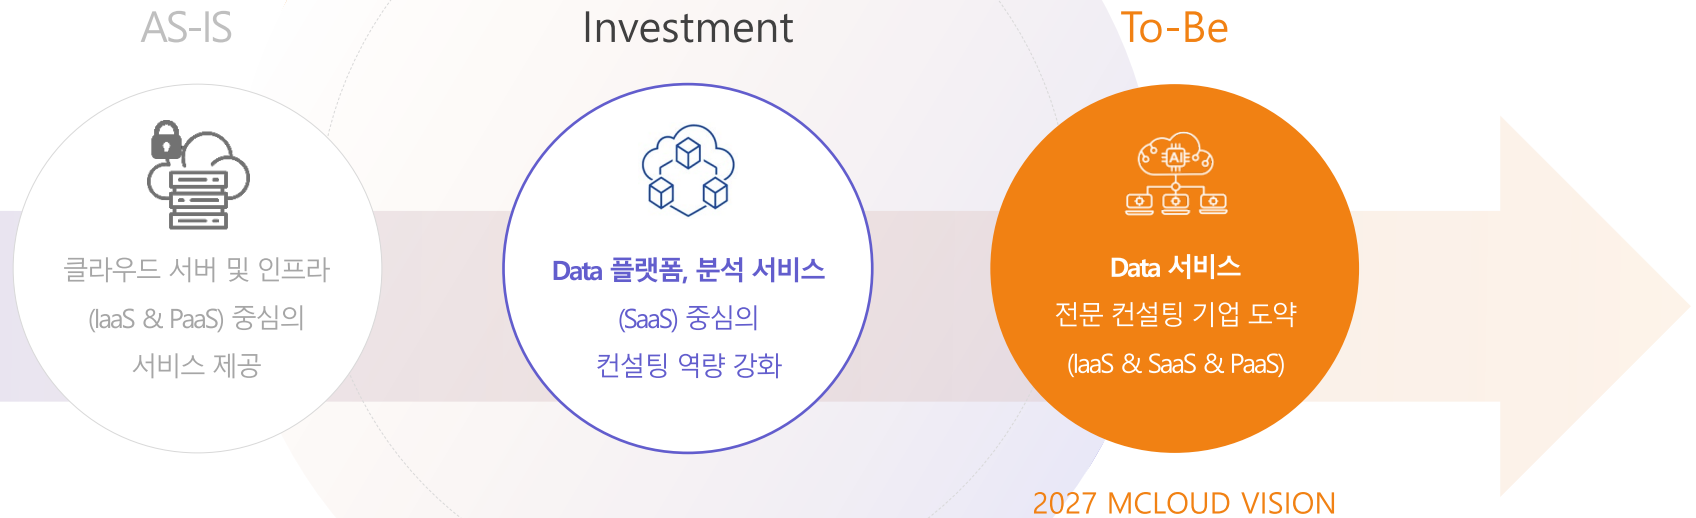 AS-IS
클라우드 서버 및 인프라
(IaaS & PaaS) 중심의
서비스 제공
Investment
Data 플랫폼, 분석 서비스
(SaaS) 중심의
컨설팅 역량 강화
To-Be
AI
Data 서비스
전문 컨설팅 기업 도약
(IaaS & SaaS & PaaS)
2027 MCLOUD VISION